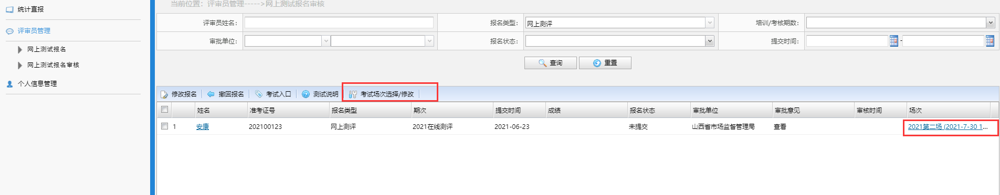 统计直报
评审员管理
网上测试报名
网上测试报名审核
个人信息管理
当前位置：评审员管理----->网上测试报名审核
评审员姓名： 报名类型： 网上测评 培训/考核期数：
审批单位： 报名状态： 提交时间： -
查询 重置
修改报名 撤回报名 考试入口 测试说明 考试场次选择/修改
姓名 准考证号 报名类型 期次 提交时间 成绩 报名状态 审批单位 审批意见 审核时间 场次
1 安康 202100123 网上测评 2021在线测评 2021-06-23 未提交 山西省市场监督管理局 查看 2021第二场 (2021-7-30 1...